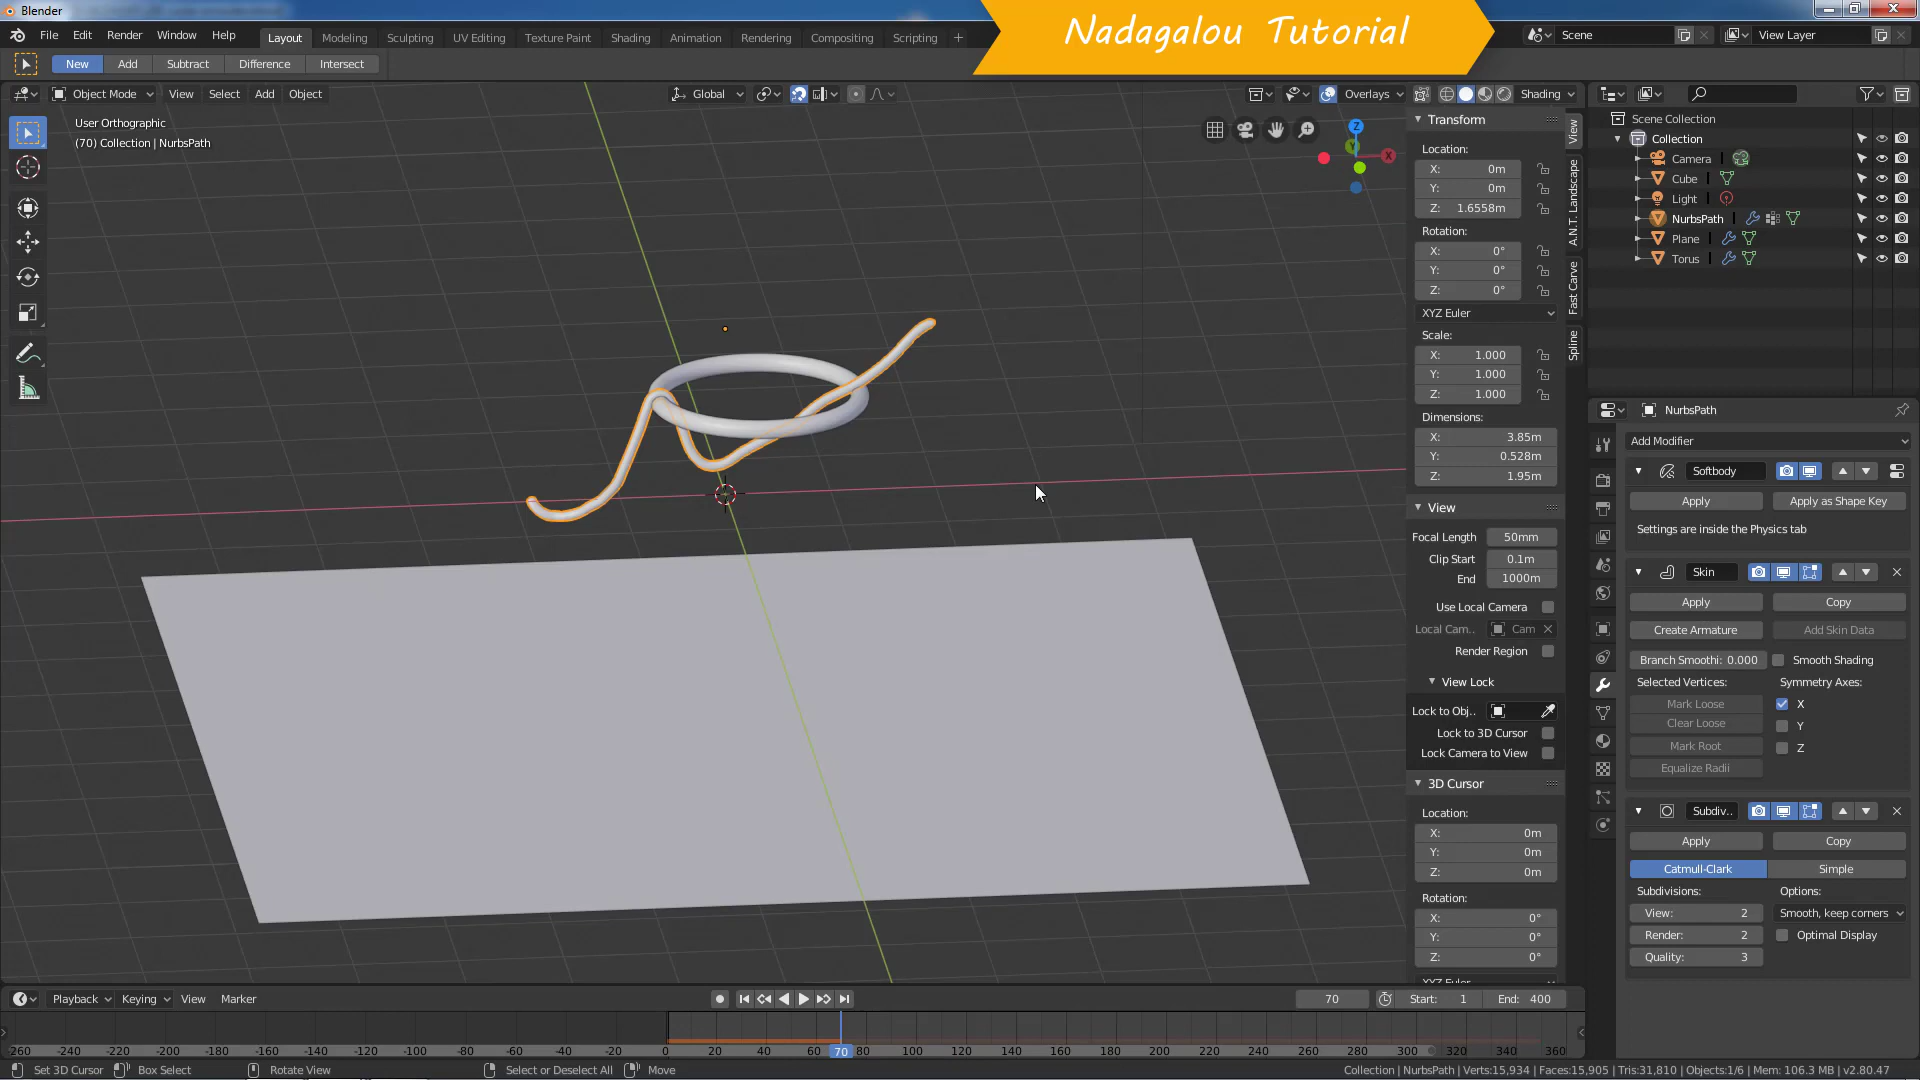 Blender
Nadagalou Tutorial
File Edit Render Window Help
Layout Modeling Sculpting UV Editing Texture Paint Shading Animation Rendering Compositing Scripting +
Scene
View Layer
New Add Subtract Difference Intersect
Object Mode View Select Add Object
Global
Overlays
Shading
User Orthographic
(70) Collection | NurbsPath
Z
Y
X
Transform
Location:
X: 0m
Y: 0m
Z: 1.6558m
Rotation:
X: 0°
Y: 0°
Z: 0°
XYZ Euler
Scale:
X: 1.000
Y: 1.000
Z: 1.000
Dimensions:
X: 3.85m
Y: 0.528m
Z: 1.95m
View
Focal Length 50mm
Clip Start 0.1m
End 1000m
Use Local Camera
Local Cam.. Cam
Render Region
View Lock
Lock to Obj..
Lock to 3D Cursor
Lock Camera to View
3D Cursor
Location:
X: 0m
Y: 0m
Z: 0m
Rotation:
X: 0°
Y: 0°
Z: 0°
XYZ Euler
View
A.N.T. Landscape
Fast Carve
Spline
Scene Collection
Collection
Camera
Cube
Light
NurbsPath
Plane
Torus
NurbsPath
Add Modifier
Softbody
Apply Apply as Shape Key
Settings are inside the Physics tab
Skin
Apply Copy
Create Armature Add Skin Data
Branch Smoothi: 0.000 Smooth Shading
Selected Vertices: Symmetry Axes:
Mark Loose X
Clear Loose Y
Mark Root Z
Equalize Radii
Subdiv..
Apply Copy
Catmull-Clark Simple
Subdivisions: Options:
View: 2 Smooth, keep corners
Render: 2 Optimal Display
Quality: 3
Playback Keying View Marker
70 Start: 1 End: 400
-260 -240 -220 -200 -180 -160 -140 -120 -100 -80 -60 -40 -20 0 20 40 60 70 80 100 120 140 160 180 200 220 240 260 280 300 320 340 360
Set 3D Cursor Box Select Rotate View Select or Deselect All Move
Collection | NurbsPath | Verts:15,934 | Faces:15,905 | Tris:31,810 | Objects:1/6 | Mem: 106.3 MB | v2.80.47